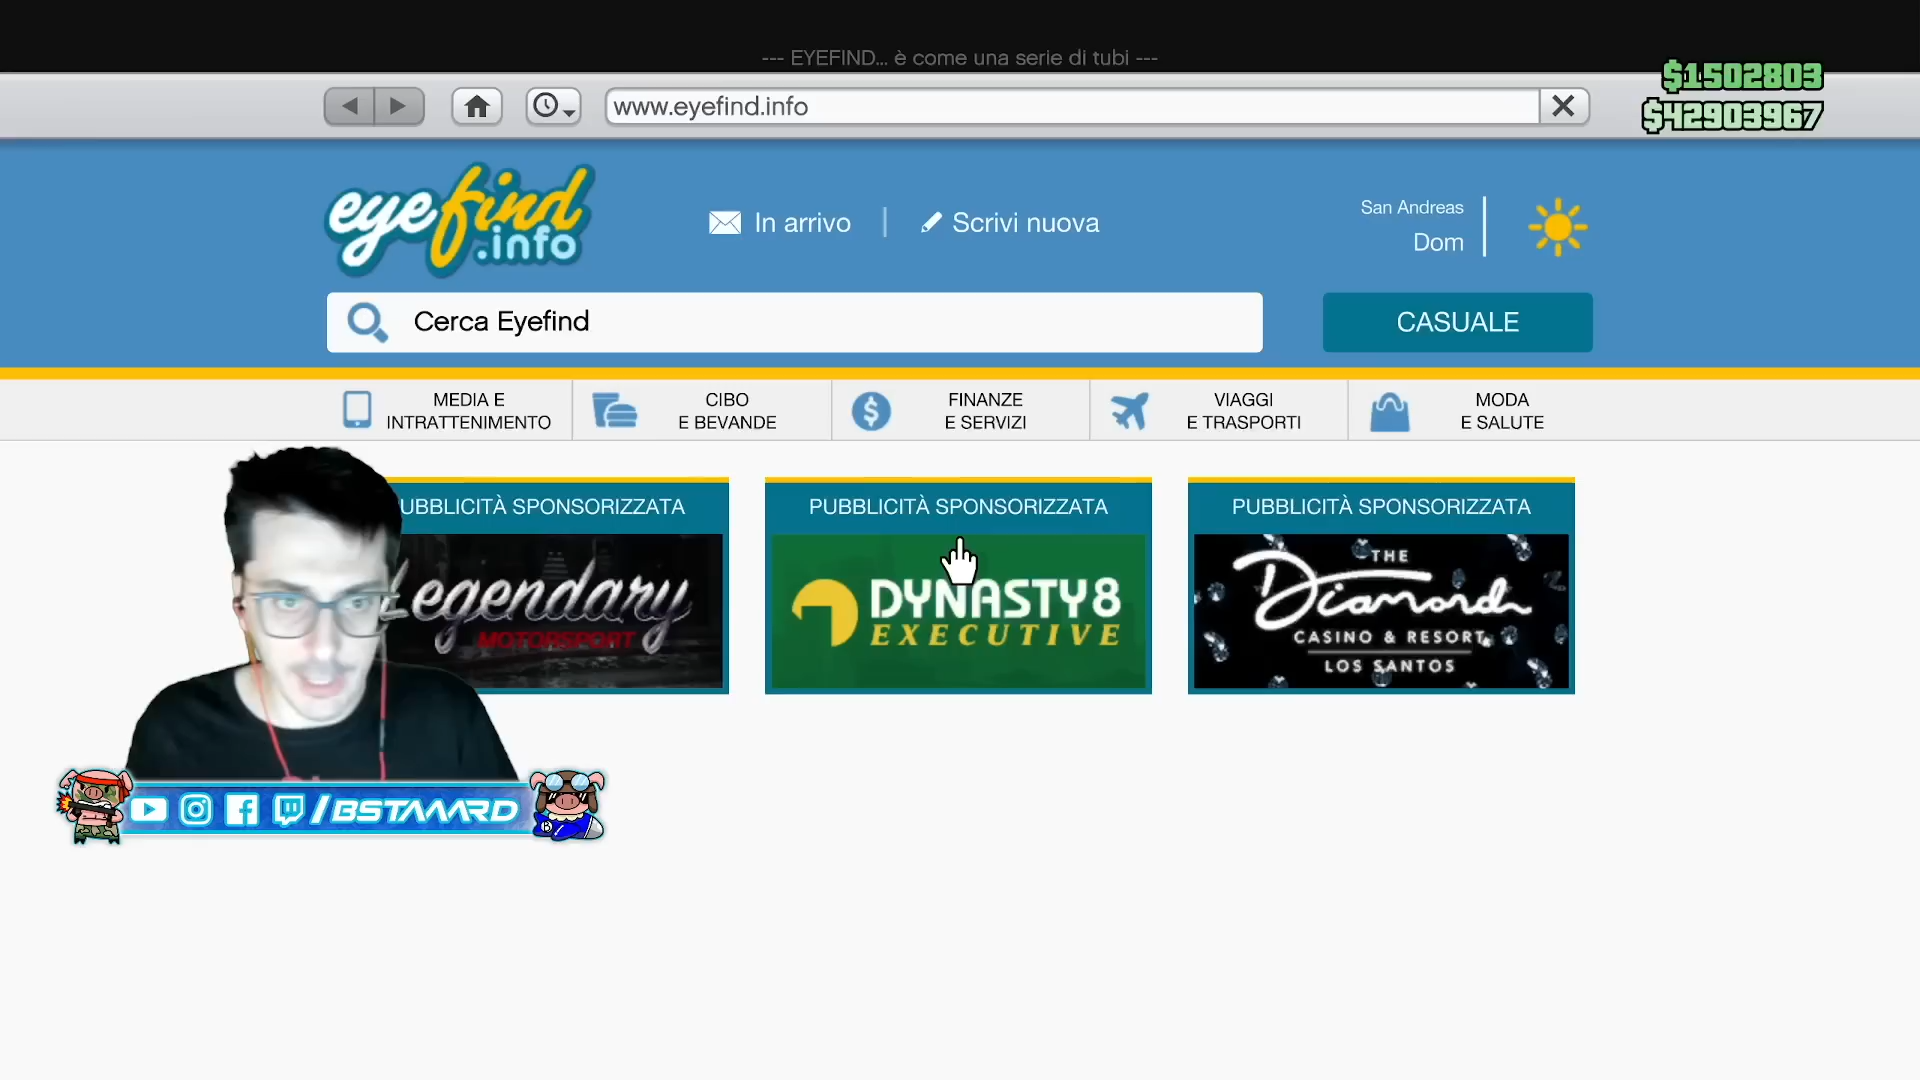 --- EYEFIND... è come una serie di tubi ---
www.eyefind.info
$1502803
$42903967
eyefind
.info
In arrivo
Scrivi nuova
San Andreas
Dom
Cerca Eyefind
CASUALE
MEDIA E
INTRATTENIMENTO
CIBO
E BEVANDE
FINANZE
E SERVIZI
VIAGGI
E TRASPORTI
MODA
E SALUTE
UBBLICITÀ SPONSORIZZATA
Legendary
MOTORSPORT
PUBBLICITÀ SPONSORIZZATA
DYNASTY8
EXECUTIVE
PUBBLICITÀ SPONSORIZZATA
THE
Diamond
CASINO & RESORT
LOS SANTOS
/BSTAAARD